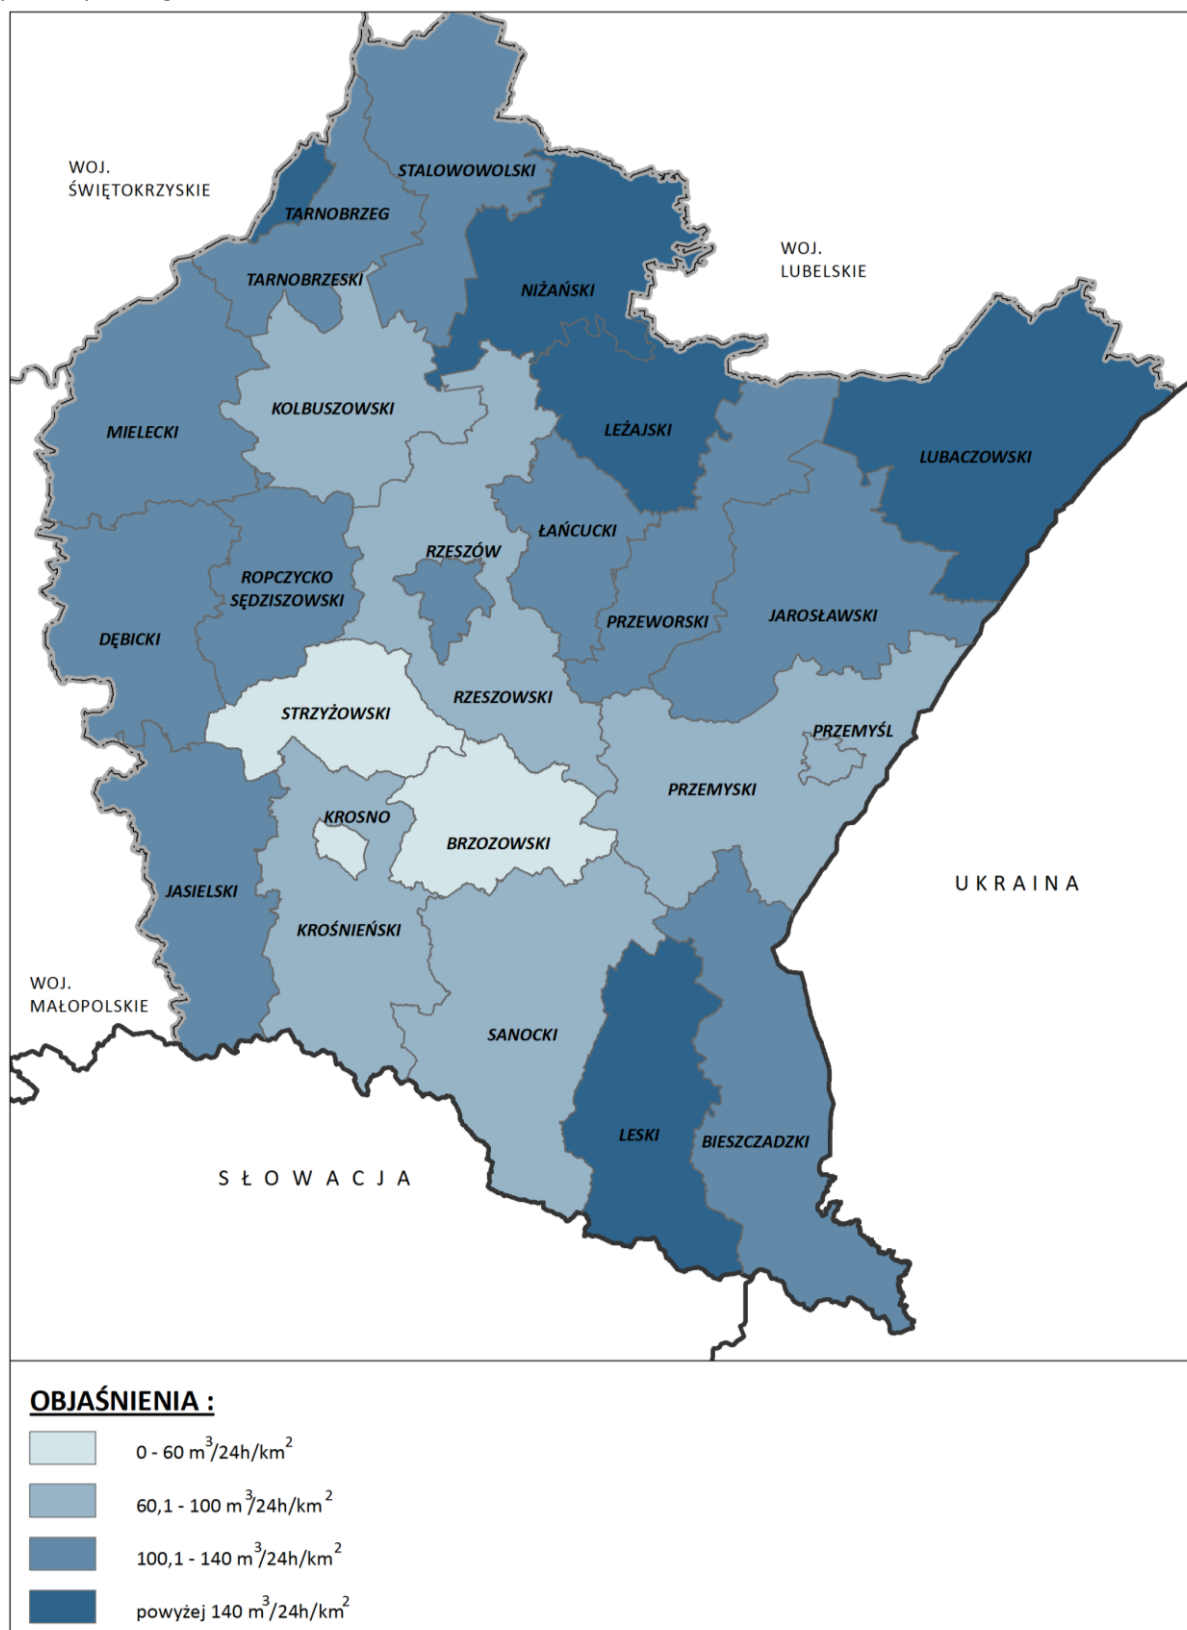 WOJ.
ŚWIĘTOKRZYSKIE
STALOWOWOLSKI
TARNOBRZEG
WOJ.
LUBELSKIE
TARNOBRZESKI
NIŻAŃSKI
KOLBUSZOWSKI
MIELECKI
LEŻAJSKI
LUBACZOWSKI
ŁAŃCUCKI
RZESZÓW
ROPCZYCKO
SĘDZISZOWSKI
DĘBICKI
PRZEWORSKI
JAROSŁAWSKI
RZESZOWSKI
STRZYŻOWSKI
PRZEMYŚL
PRZEMYSKI
KROSNO
BRZOZOWSKI
JASIELSKI
UKRAINA
KROŚNIEŃSKI
WOJ.
MAŁOPOLSKIE
SANOCKI
LESKI
BIESZCZADZKI
SŁOWACJA
OBJAŚNIENIA :
0 - 60 m³/24h/km²
60,1 - 100 m³/24h/km²
100,1 - 140 m³/24h/km²
powyżej 140 m³/24h/km²